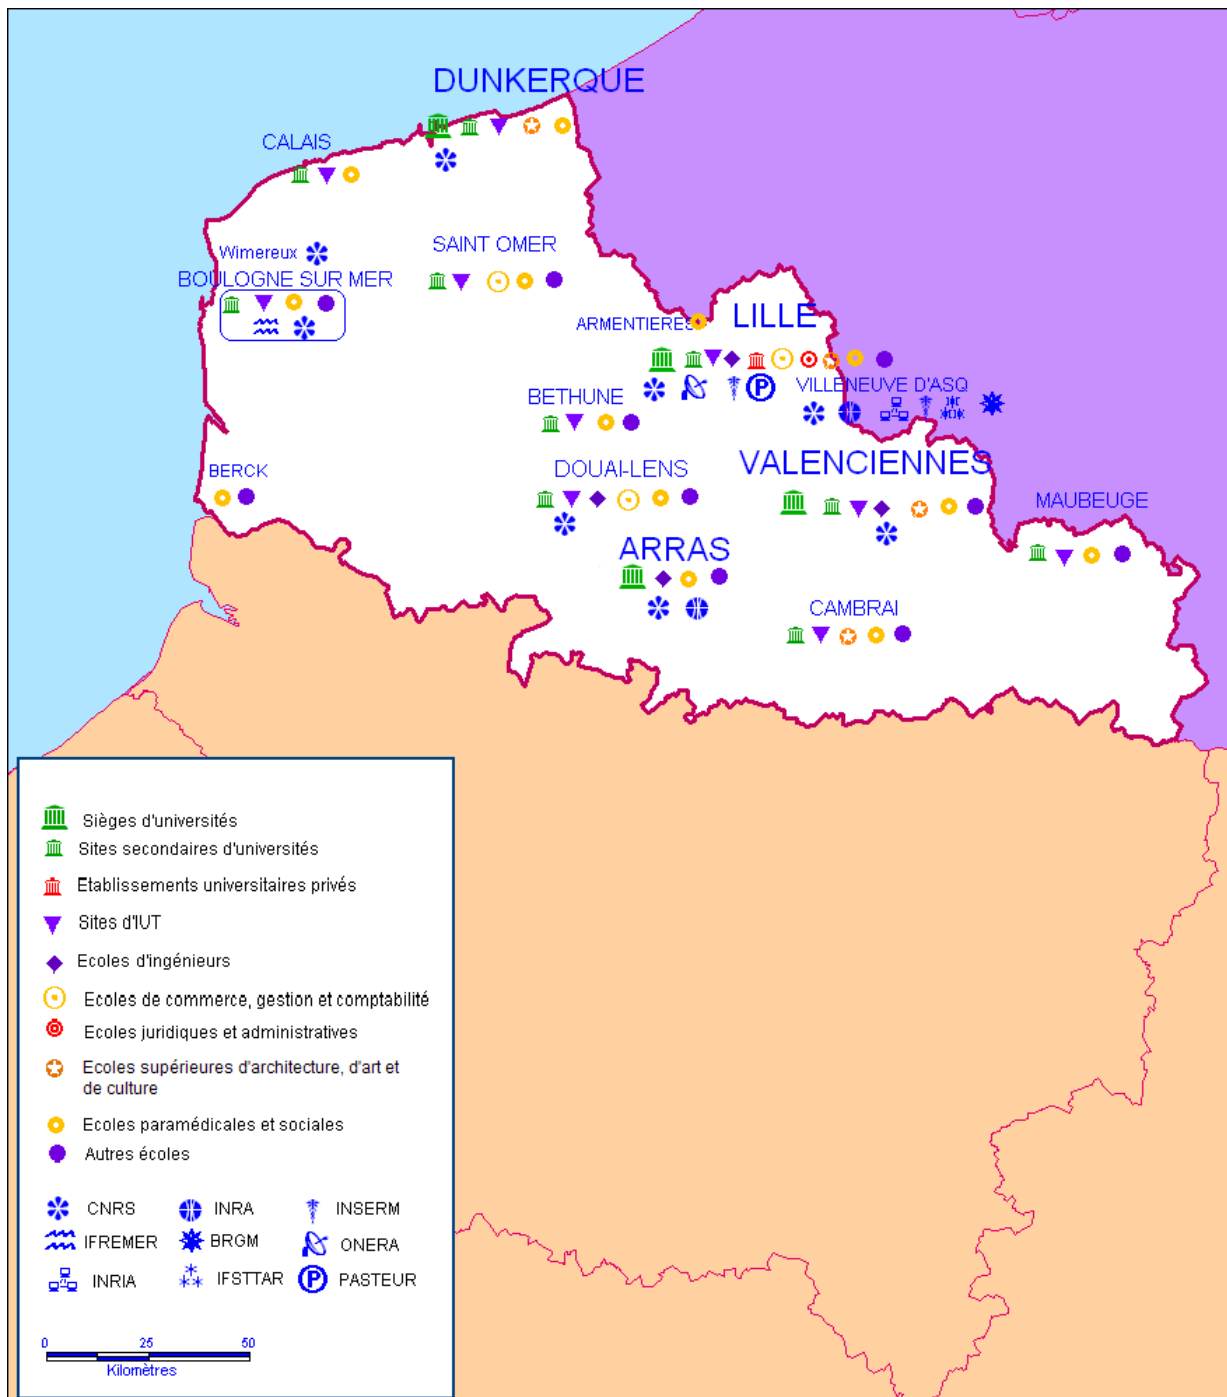 DUNKERQUE
CALAIS
Wimereux
SAINT OMER
BOULOGNE SUR MER
ARMENTIERES
LILLE
VILLENEUVE D'ASQ
BETHUNE
BERCK
DOUAI-LENS
VALENCIENNES
MAUBEUGE
ARRAS
CAMBRAI
Sièges d'universités
Sites secondaires d'universités
Etablissements universitaires privés
Sites d'IUT
Ecoles d'ingénieurs
Ecoles de commerce, gestion et comptabilité
Ecoles juridiques et administratives
Ecoles supérieures d'architecture, d'art et
de culture
Ecoles paramédicales et sociales
Autres écoles
CNRS INRA INSERM
IFREMER BRGM ONERA
INRIA IFSTTAR PASTEUR
0 25 50
Kilomètres